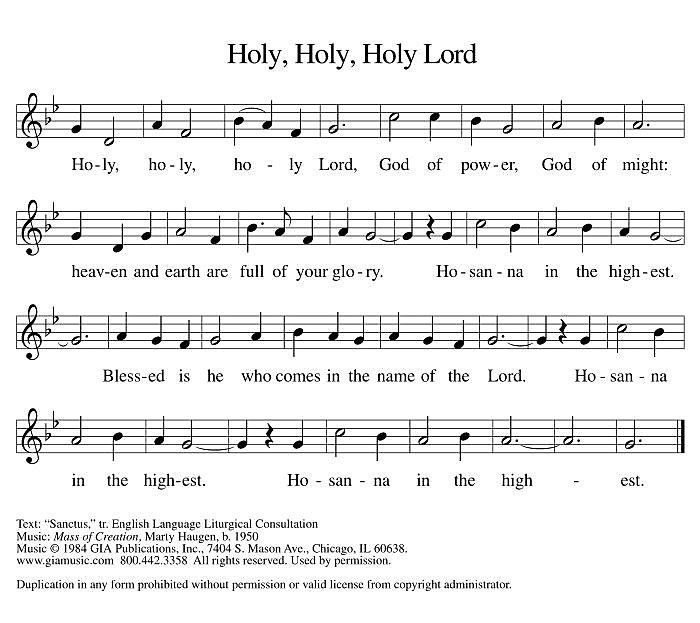 Holy, Holy, Holy Lord
Ho - ly, ho - ly, ho - ly Lord, God of pow - er, God of might:
heav-en and earth are full of your glo - ry. Ho - san - na in the high - est.
Bless-ed is he who comes in the name of the Lord. Ho - san - na
in the high-est. Ho - san - na in the high - est.
Text: “Sanctus,” tr. English Language Liturgical Consultation
Music: Mass of Creation, Marty Haugen, b. 1950
Music © 1984 GIA Publications, Inc., 7404 S. Mason Ave., Chicago, IL 60638.
www.giamusic.com 800.442.3358 All rights reserved. Used by permission.
Duplication in any form prohibited without permission or valid license from copyright administrator.